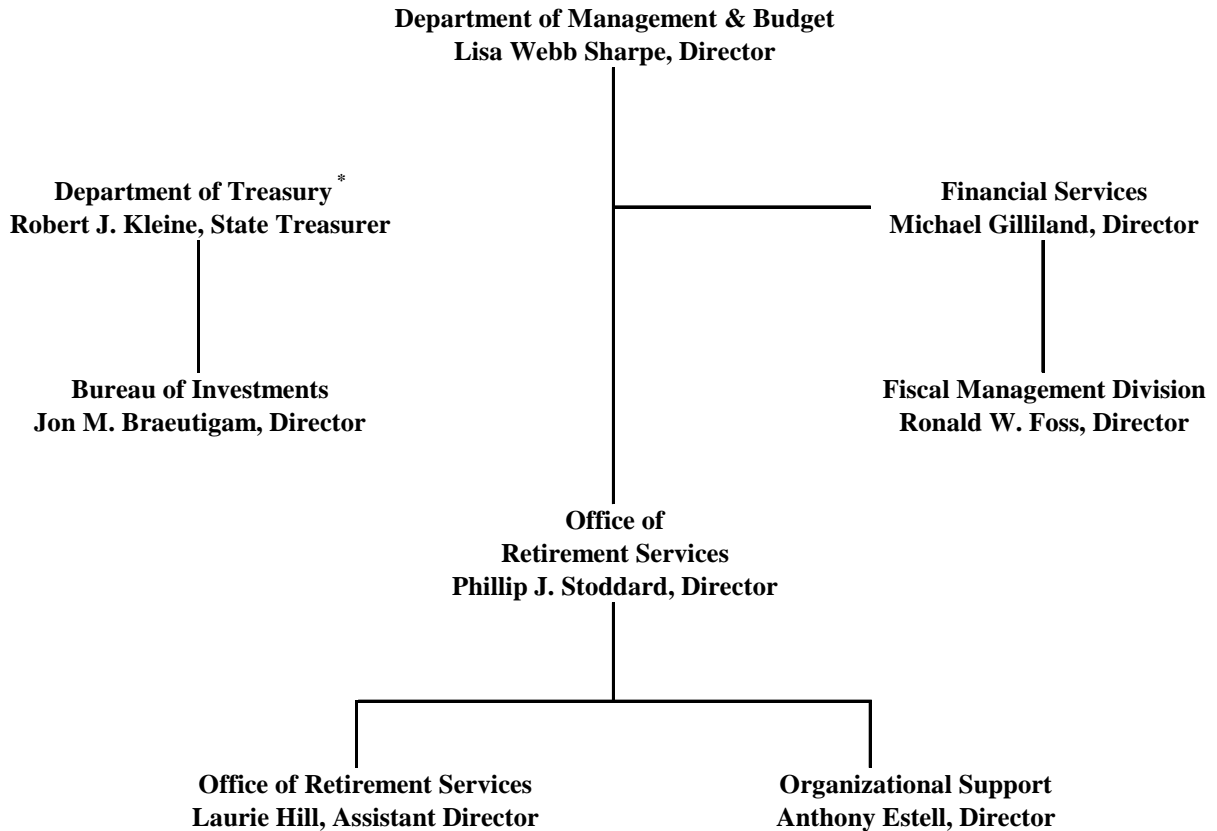 Department of Management & Budget
Lisa Webb Sharpe, Director
Department of Treasury *
Robert J. Kleine, State Treasurer
Financial Services
Michael Gilliland, Director
Bureau of Investments
Jon M. Braeutigam, Director
Fiscal Management Division
Ronald W. Foss, Director
Office of
Retirement Services
Phillip J. Stoddard, Director
Office of Retirement Services
Laurie Hill, Assistant Director
Organizational Support
Anthony Estell, Director